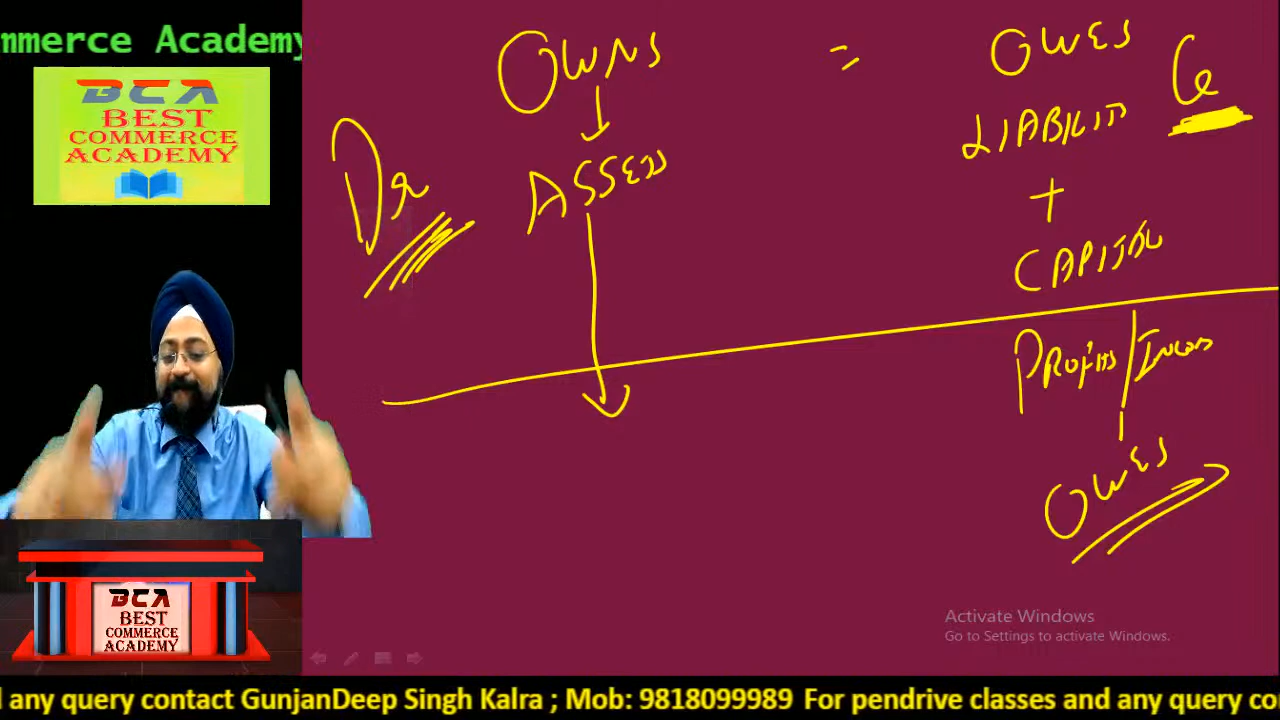 mmerce Academy
BCA
BEST
COMMERCE
ACADEMY
OWNS = OWES
Dr
ASSETS
LIABILIT
+
CAPITAL
Profits/Incom
OWES
BCA
BEST
COMMERCE
ACADEMY
Activate Windows
Go to Settings to activate Windows.
d any query contact GunjanDeep Singh Kalra ; Mob: 9818099989 For pendrive classes and any query co